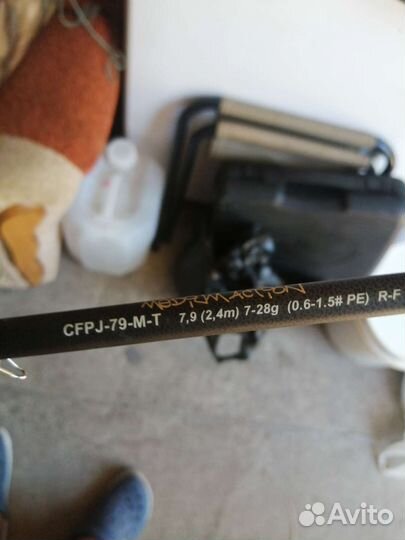 MEDIUM ACTION
CFPJ-79-M-T 7,9 (2,4m) 7-28g (0.6-1.5# PE) R-F
Avito